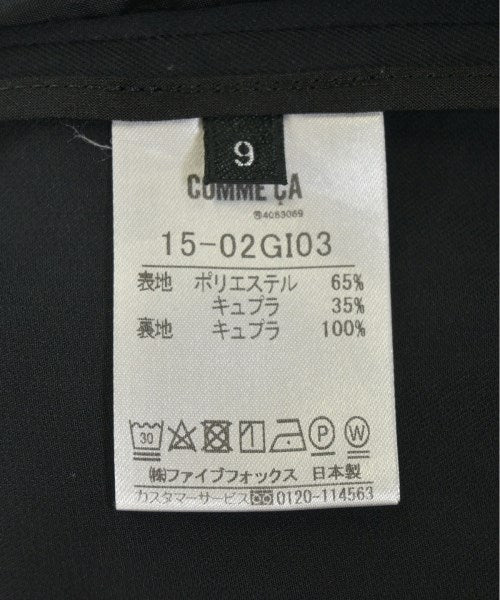 9
COMME ÇA
15-02GI03
表地 ポリエステル 65%
キュプラ 35%
裏地 キュプラ 100%
30 P W
㈱ファイブフォックス 日本製
カスタマーサービス 0120-114563